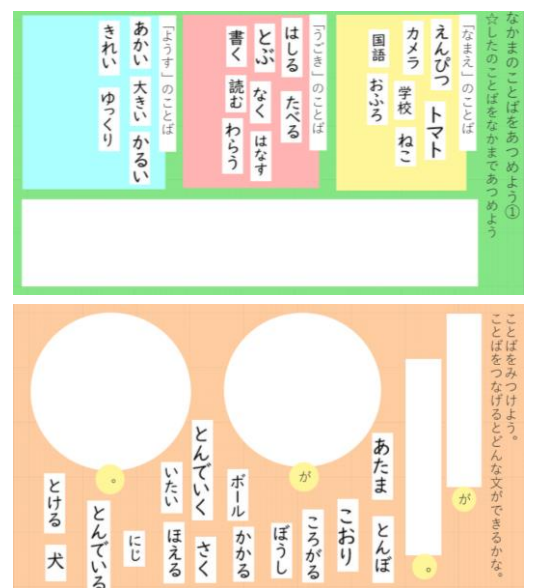 なかまのことばをあつめよう①
☆したのことばをなかまであつめよう
「なまえ」のことば
えんぴつ
トマト
カメラ
学校
ねこ
国語
おふろ
「うごき」のことば
はしる
たべる
とぶ
なく
はなす
書く
読む
わらう
「ようす」のことば
あかい
大きい
かるい
きれい
ゆっくり
ことばをみつけよう。
ことばをつなげるとどんな文ができるかな。
が
。
が
。
あたま
とんぼ
こおり
ころがる
ぼうし
ボール
かかる
とんでいく
さく
いたい
ほえる
にじ
とんでいる
とける
犬